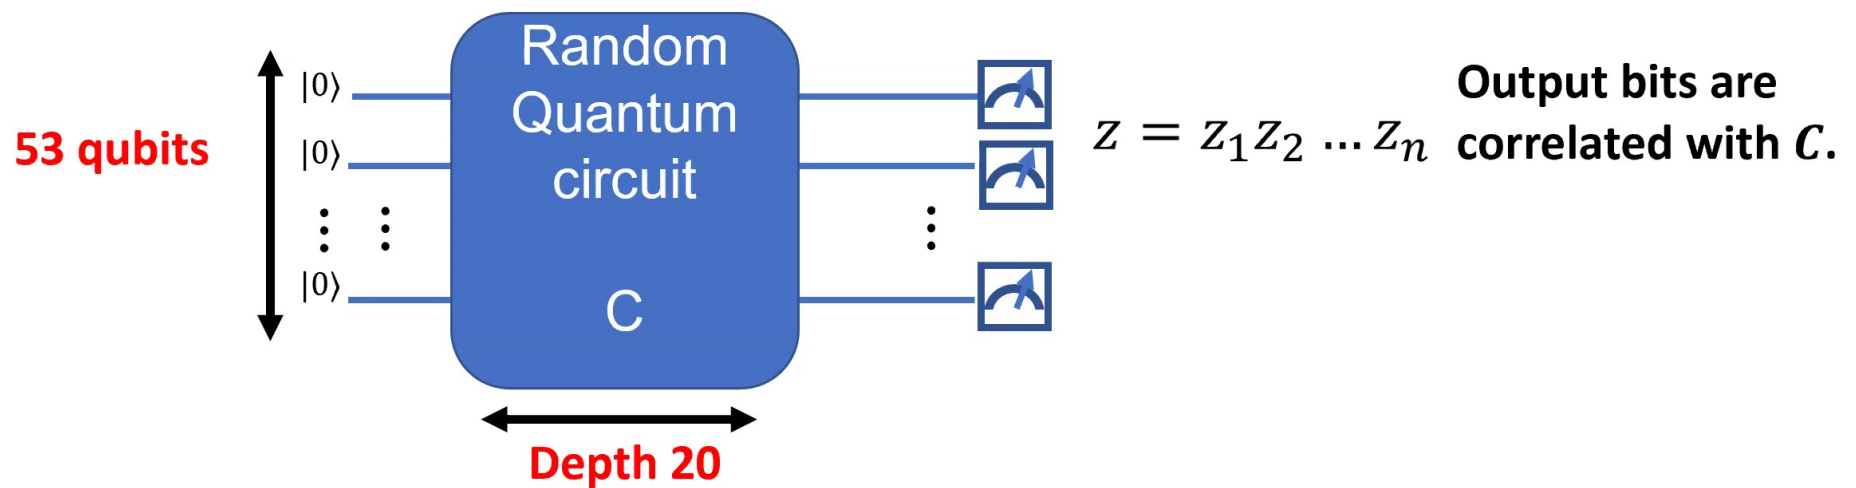 53 qubits
|0⟩
|0⟩
⋮ ⋮
|0⟩
Random
Quantum
circuit
C
Depth 20
⋮
z = z₁z₂ ... zₙ
Output bits are
correlated with C.